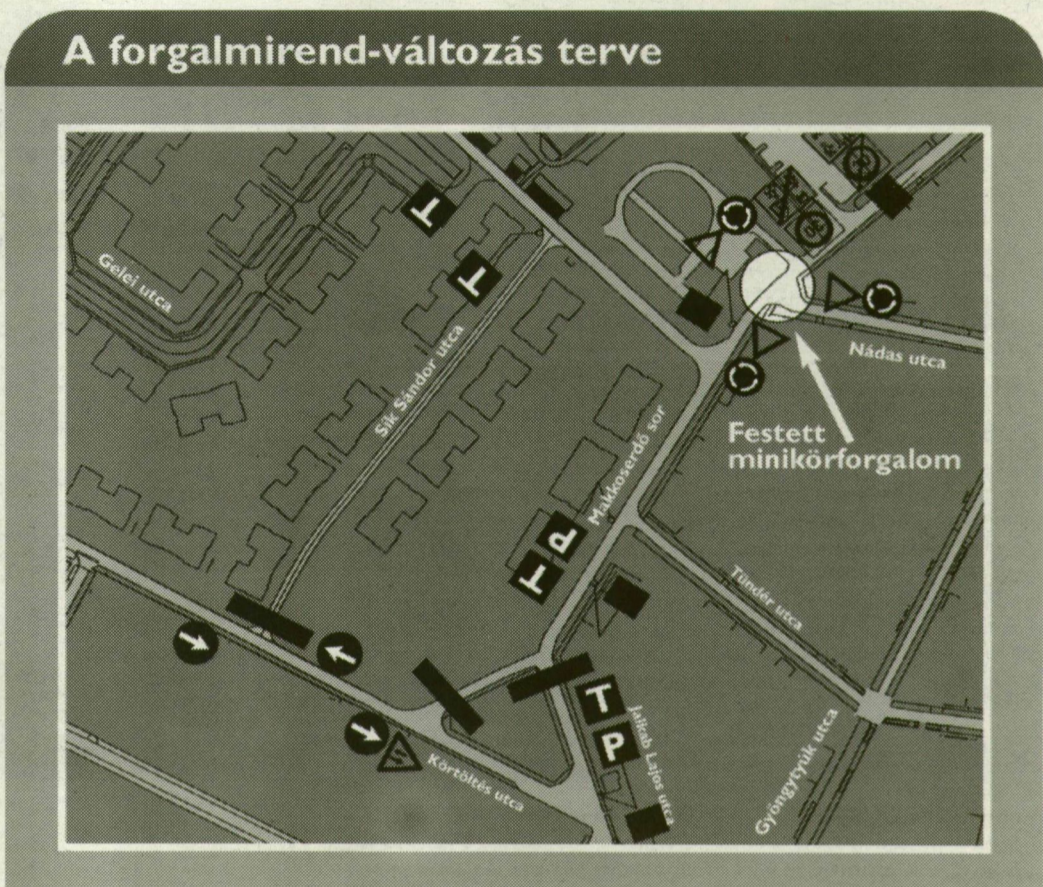 A forgalmirend-változás terve
Gelei utca
Sík Sándor utca
Nádas utca
Festett
minikörforgalom
Makkoserdő sor
T
T
T P
Tündér utca
T
P
Jalkab Lajos utca
Gyöngytyúk utca
Körtöltés utca